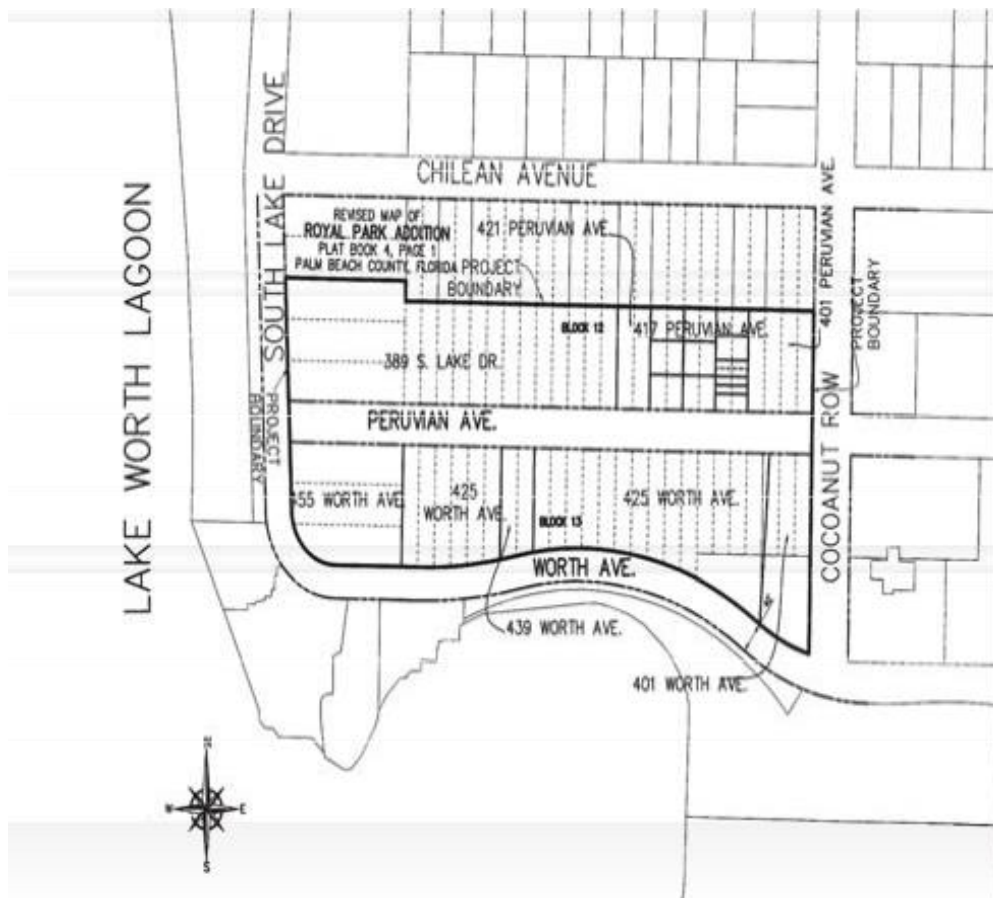 LAKE WORTH LAGOON
SOUTH LAKE DRIVE
CHILEAN AVENUE
REVISED MAP OF
ROYAL PARK ADDITION
PLAT BOOK 4, PAGE 1
PALM BEACH COUNTY, FLORIDA
421 PERUVIAN AVE.
PROJECT
BOUNDARY
401 PERUVIAN AVE.
PROJECT
BOUNDARY
BLOCK 12
417 PERUVIAN AVE.
389 S. LAKE DR.
PROJECT
BOUNDARY
PERUVIAN AVE.
COCOANUT ROW
455 WORTH AVE.
425
WORTH AVE.
425 WORTH AVE.
BLOCK 13
WORTH AVE.
439 WORTH AVE.
401 WORTH AVE.
W
E
S